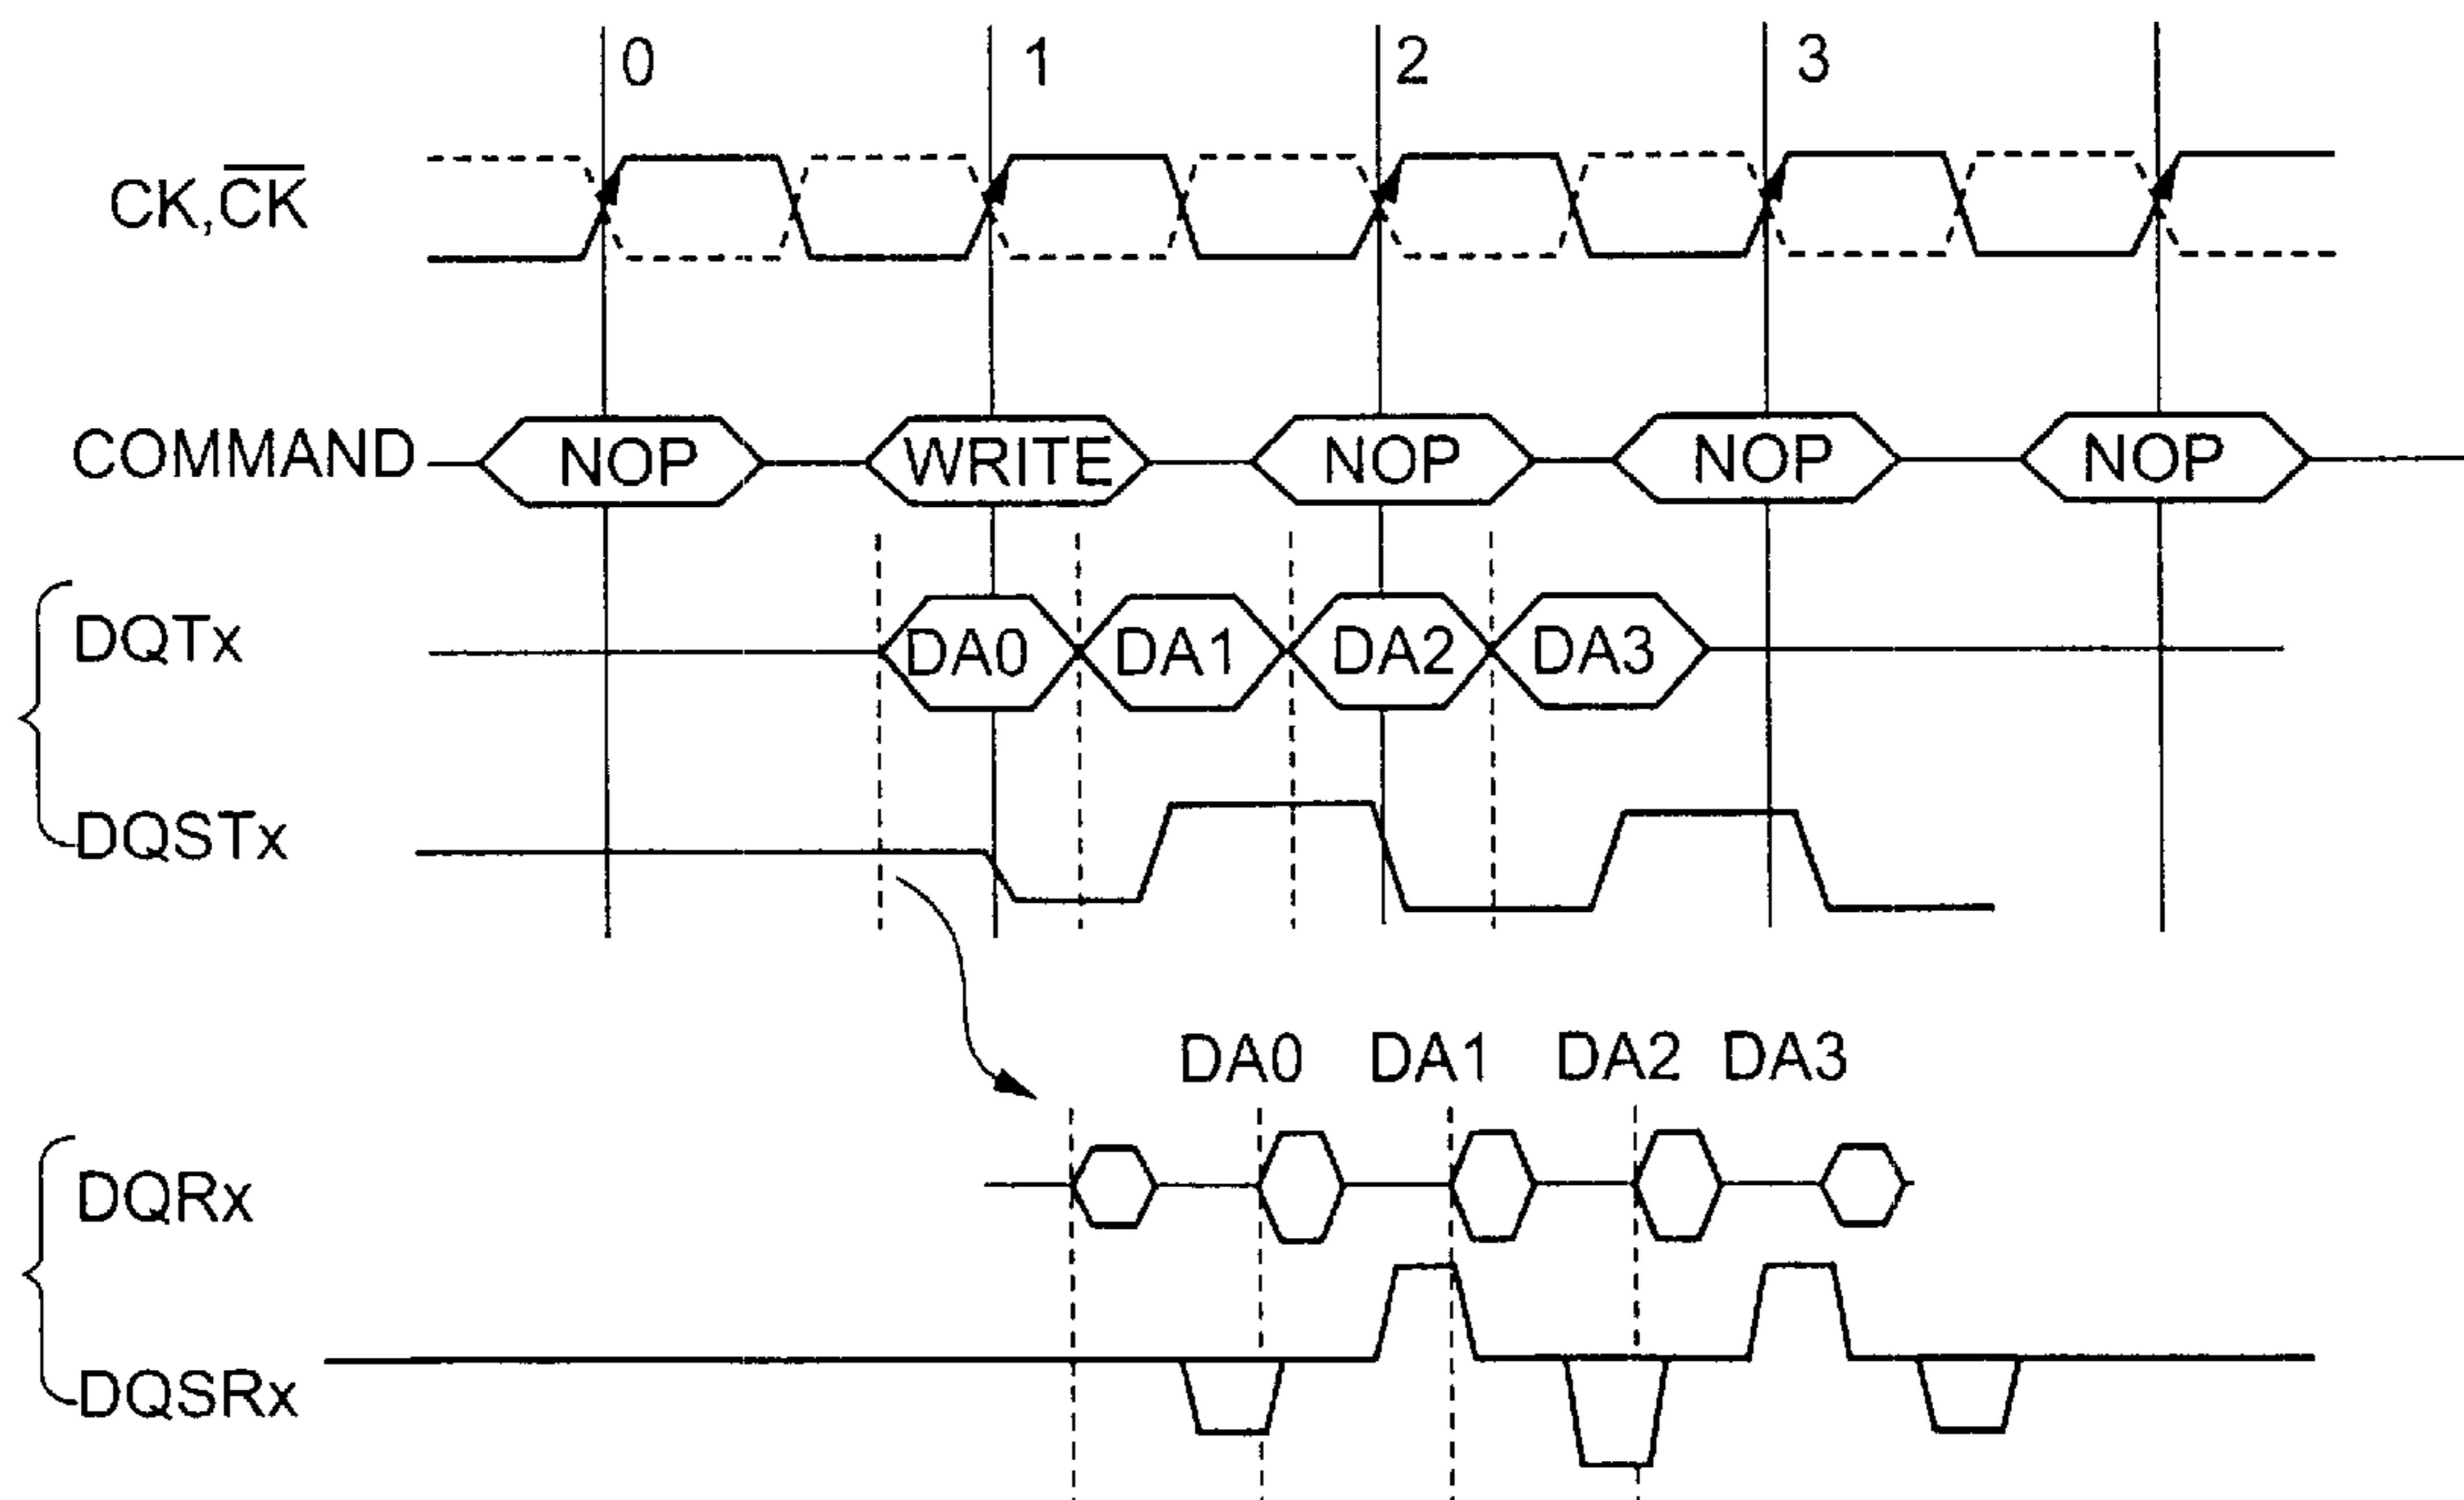 0 1 2 3
CK, C̅K̅
COMMAND NOP WRITE NOP NOP NOP
DQTx DA0 DA1 DA2 DA3
DQSTx
DA0 DA1 DA2 DA3
DQRx
DQSRx